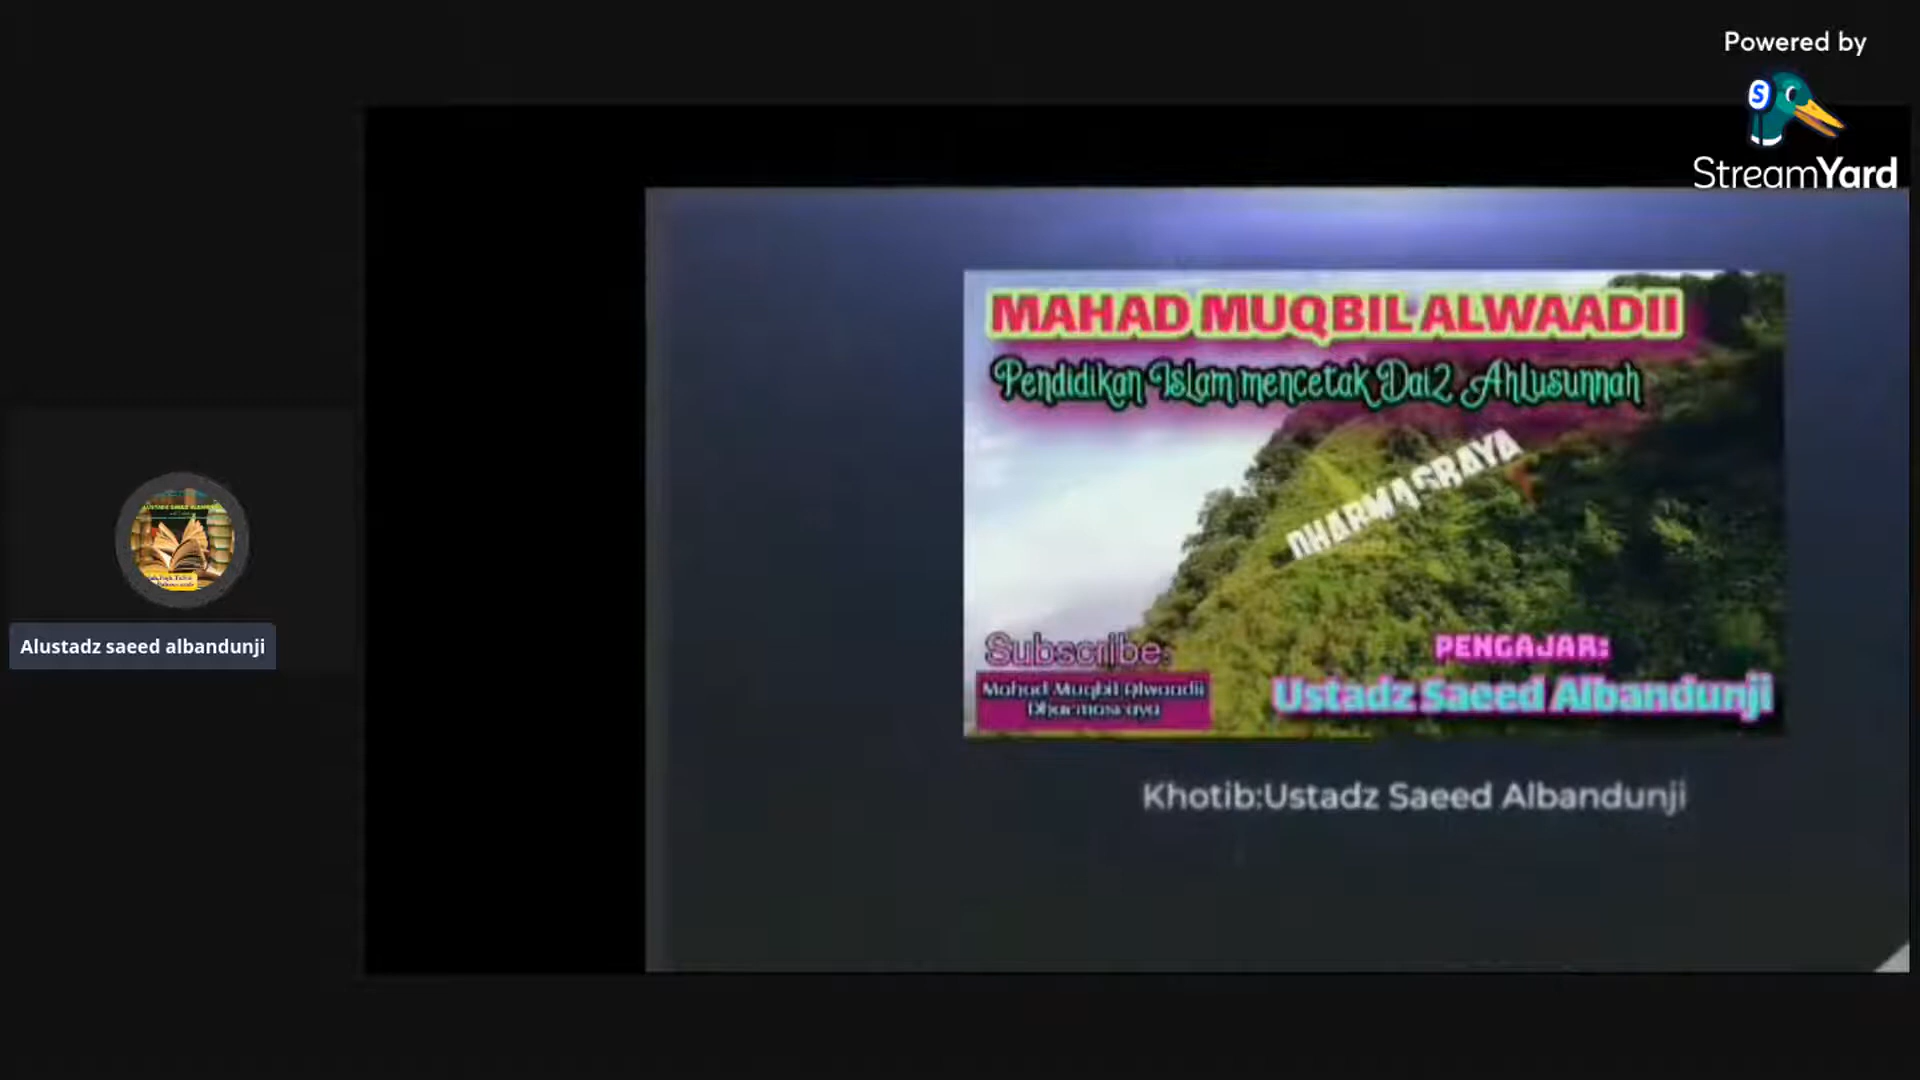 Powered by
StreamYard
MAHAD MUQBIL ALWAADII
Pendidikan Islam mencetak Dai2 Ahlusunnah
DHARMASRAYA
Subscribe:
Mahad Muqbil Alwaadii
Dharmasraya
PENGAJAR:
Ustadz Saeed Albandunji
Alustadz saeed albandunji
Khotib:Ustadz Saeed Albandunji